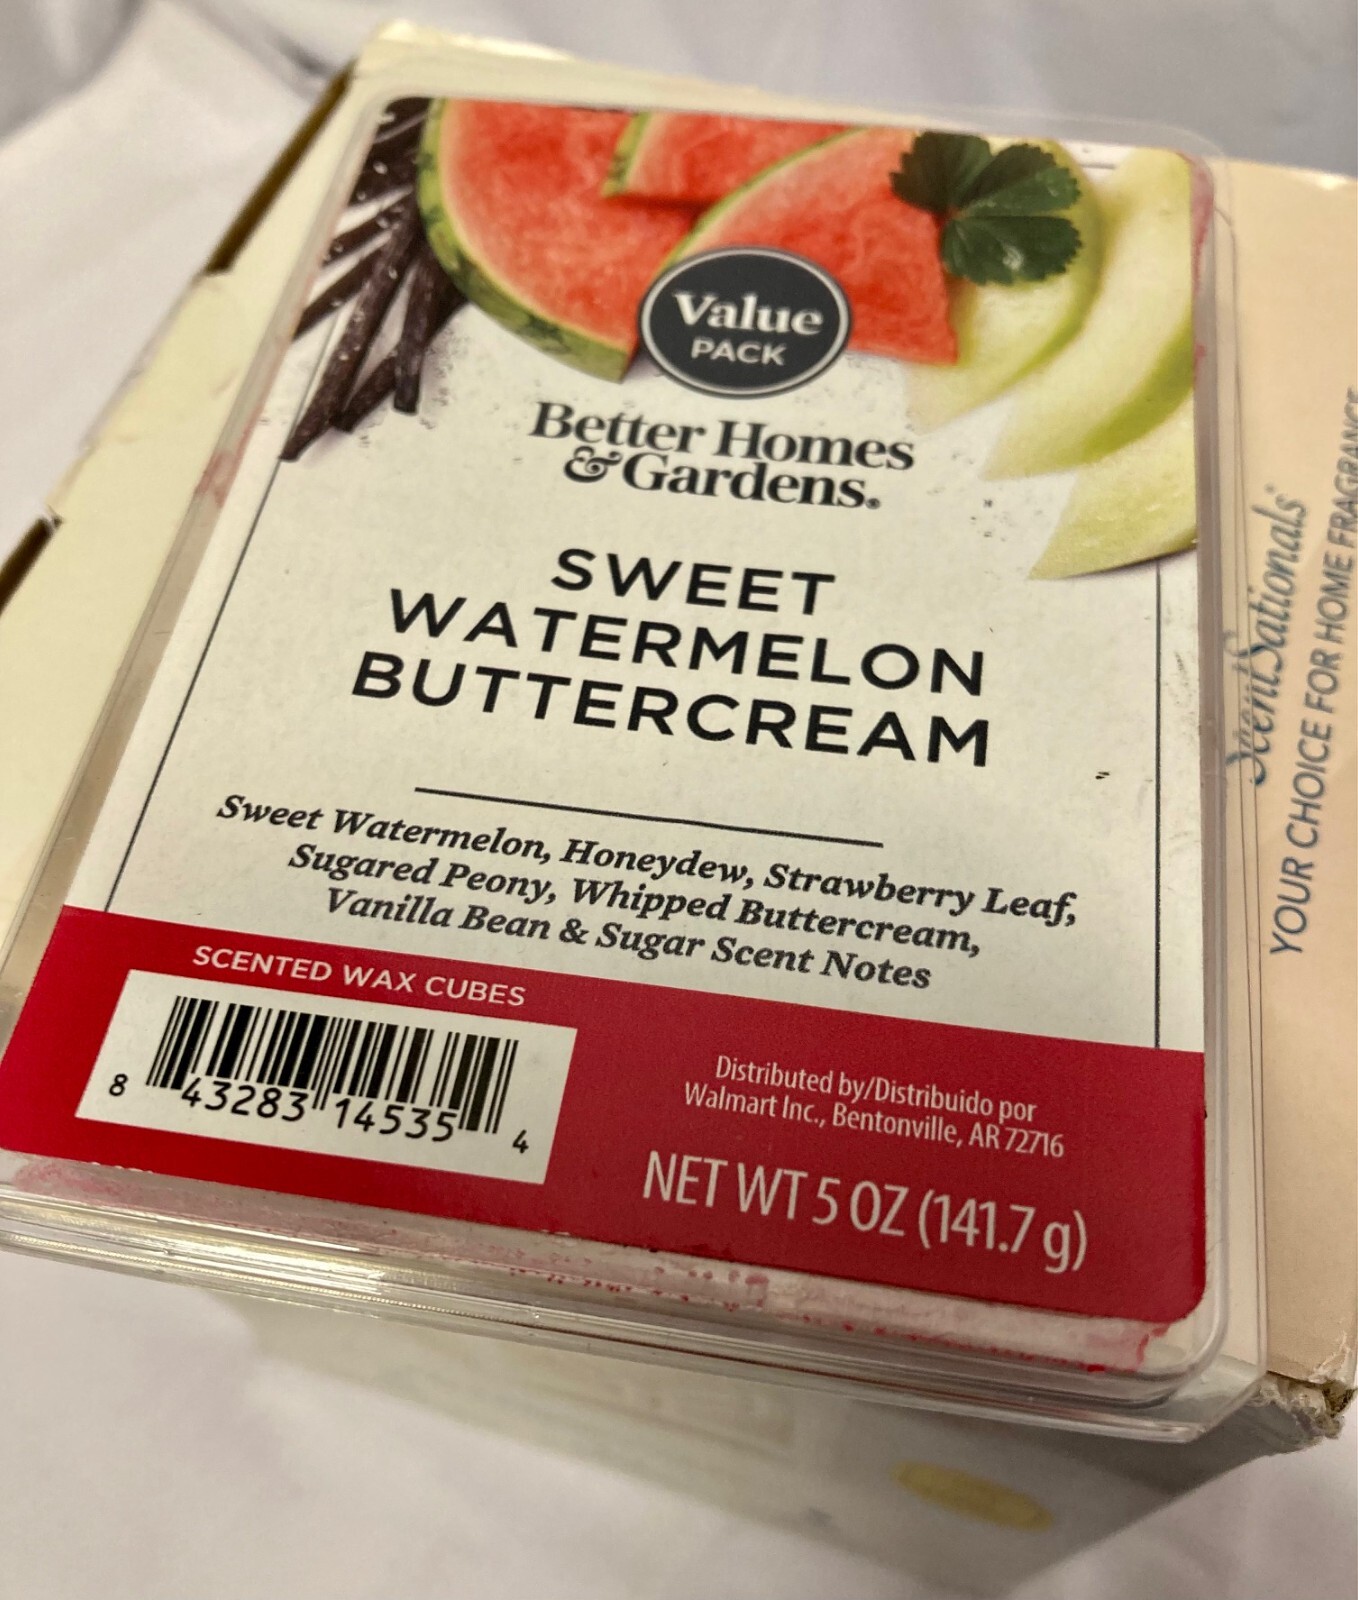 Value
PACK
Better Homes
& Gardens®
SWEET
WATERMELON
BUTTERCREAM
Sweet Watermelon, Honeydew, Strawberry Leaf,
Sugared Peony, Whipped Buttercream,
Vanilla Bean & Sugar Scent Notes
SCENTED WAX CUBES
8 43283 14535 4
Distributed by/Distribuido por
Walmart Inc., Bentonville, AR 72716
NET WT 5 OZ (141.7 g)
ScentSationals®
YOUR CHOICE FOR HOME FRAGRANCE